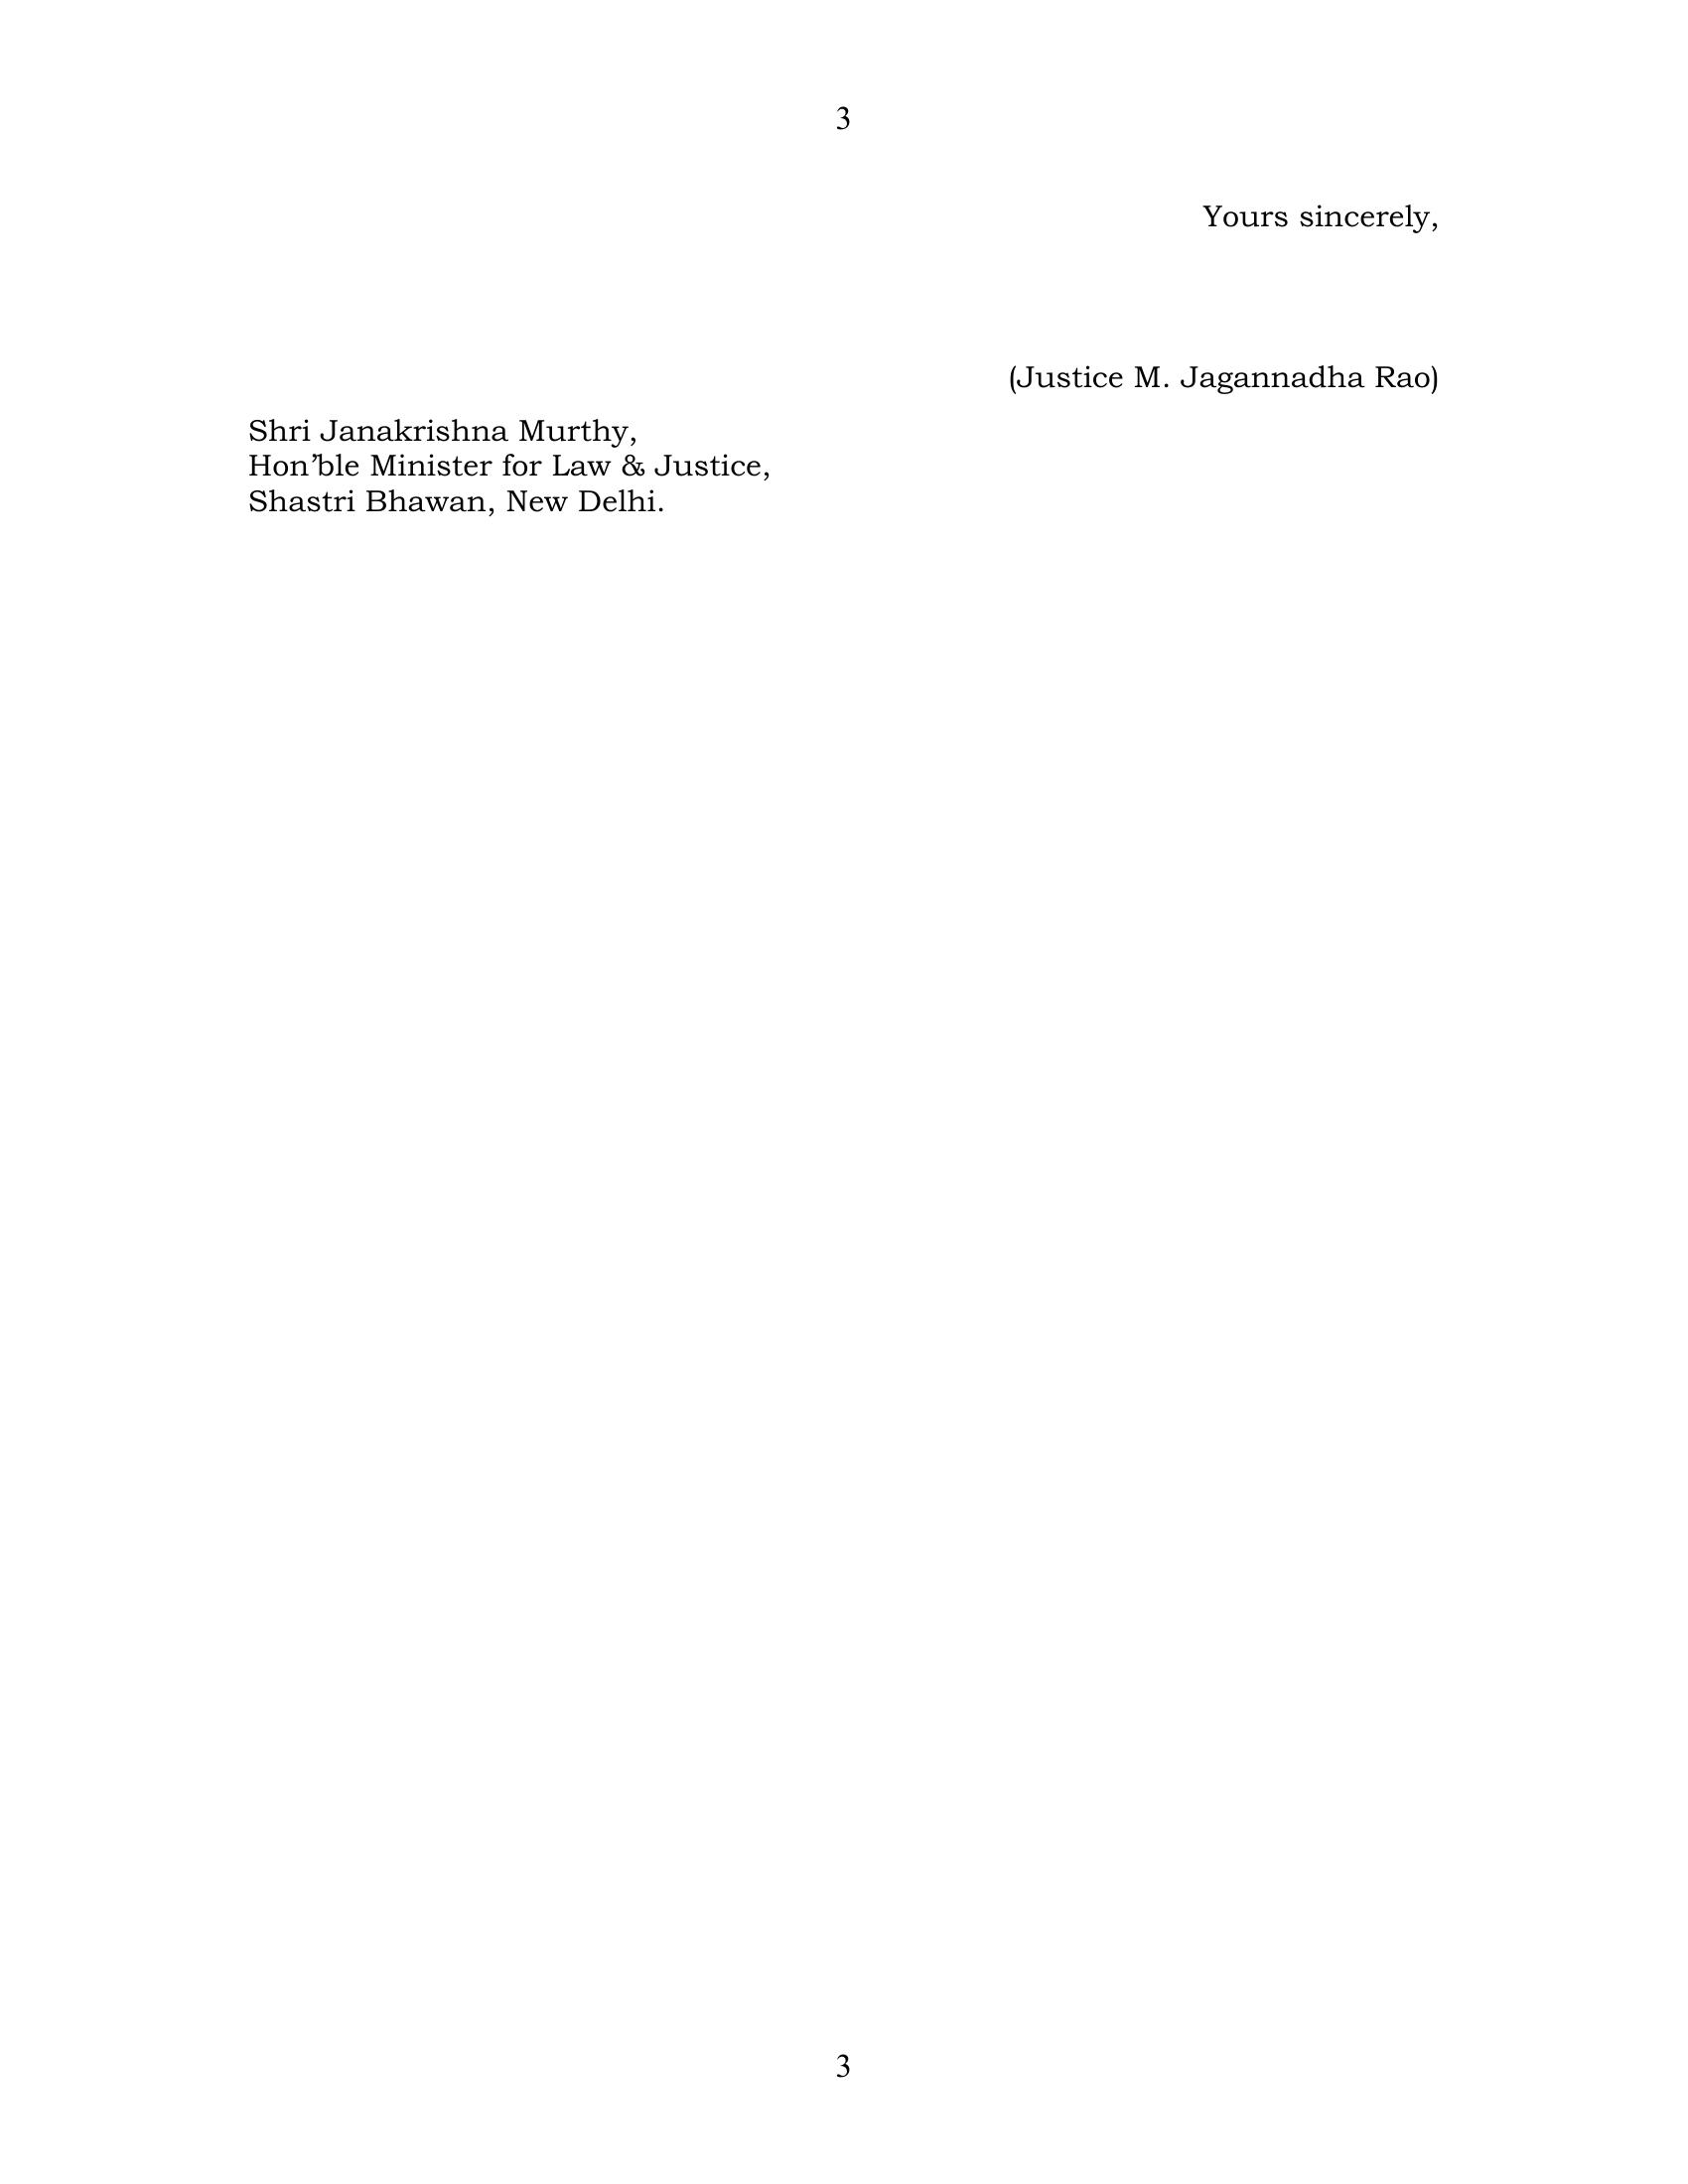 3
Yours sincerely,
(Justice M. Jagannadha Rao)
Shri Janakrishna Murthy,
Hon’ble Minister for Law & Justice,
Shastri Bhawan, New Delhi.
3